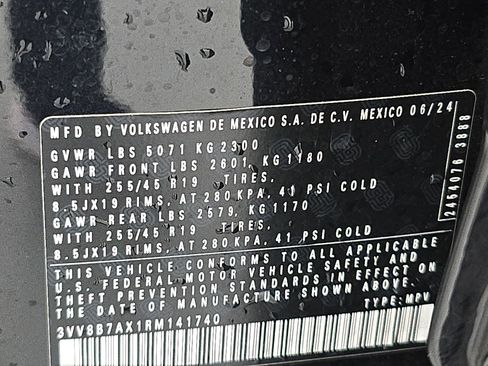 MFD BY VOLKSWAGEN DE MEXICO S.A. DE C.V. MEXICO 06/24
GVWR LBS 5071 KG 2300
GAWR FRONT LBS 2601, KG 1180
WITH 255/45 R19 TIRES,
8.5JX19 RIMS, AT 280 KPA, 41 PSI COLD
GAWR REAR LBS 2579, KG 1170
WITH 255/45 R19 TIRES,
8.5JX19 RIMS, AT 280 KPA, 41 PSI COLD
THIS VEHICLE CONFORMS TO ALL APPLICABLE
U.S. FEDERAL MOTOR VEHICLE SAFETY AND
THEFT PREVENTION STANDARDS IN EFFECT ON
THE DATE OF MANUFACTURE SHOWN ABOVE.
3VV8B7AX1RM141740 TYPE: MPV
2454076 3888